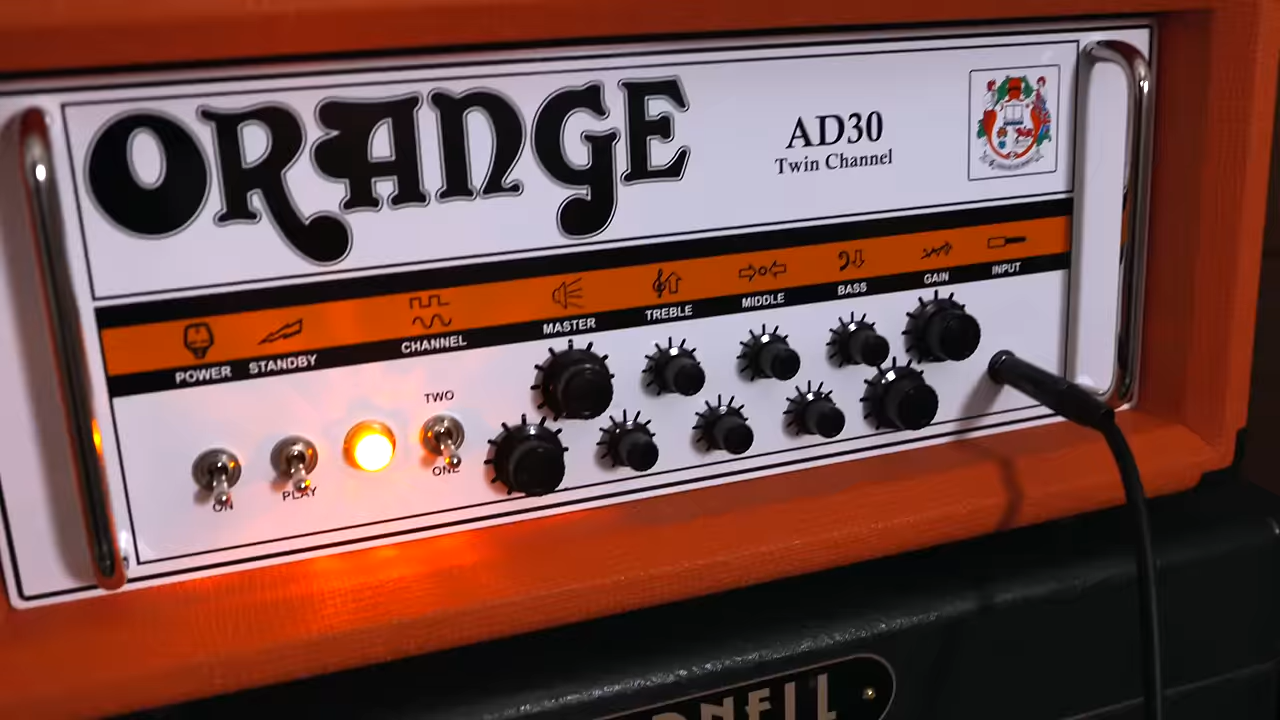 ORANGE
AD30
Twin Channel
POWER STANDBY CHANNEL MASTER TREBLE MIDDLE BASS GAIN INPUT
TWO
ON PLAY ONE